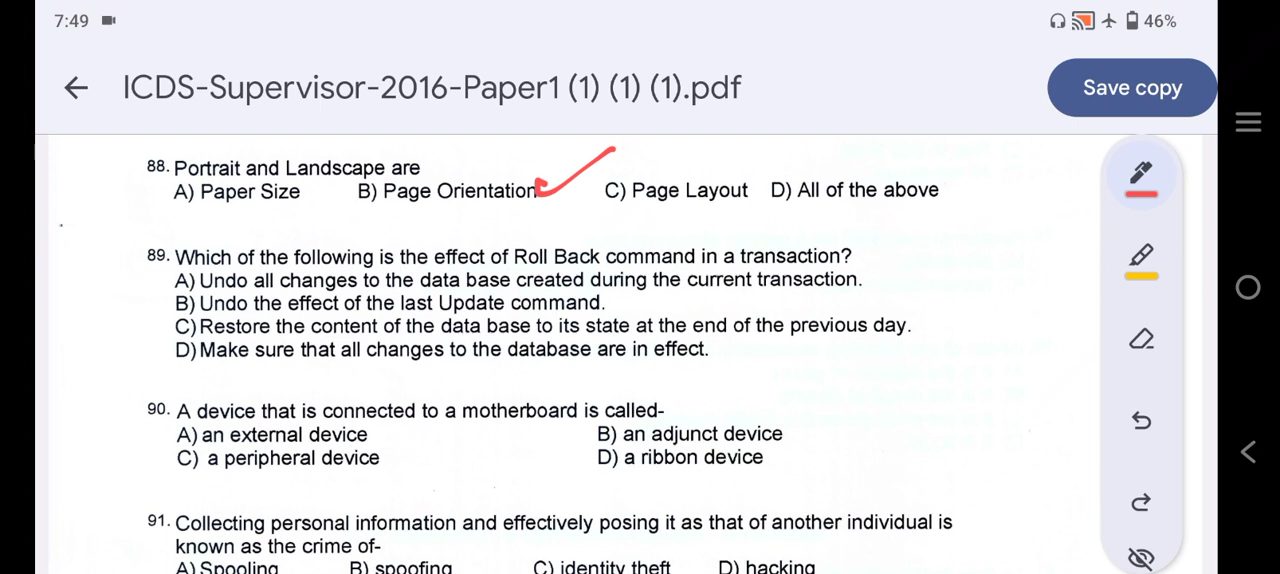 7:49
46%
ICDS-Supervisor-2016-Paper1 (1) (1) (1).pdf
Save copy
88. Portrait and Landscape are
A) Paper Size B) Page Orientation C) Page Layout D) All of the above
89. Which of the following is the effect of Roll Back command in a transaction?
A) Undo all changes to the data base created during the current transaction.
B) Undo the effect of the last Update command.
C) Restore the content of the data base to its state at the end of the previous day.
D) Make sure that all changes to the database are in effect.
90. A device that is connected to a motherboard is called-
A) an external device B) an adjunct device
C) a peripheral device D) a ribbon device
91. Collecting personal information and effectively posing it as that of another individual is
known as the crime of-
A) Spooling B) spoofing C) identity theft D) hacking